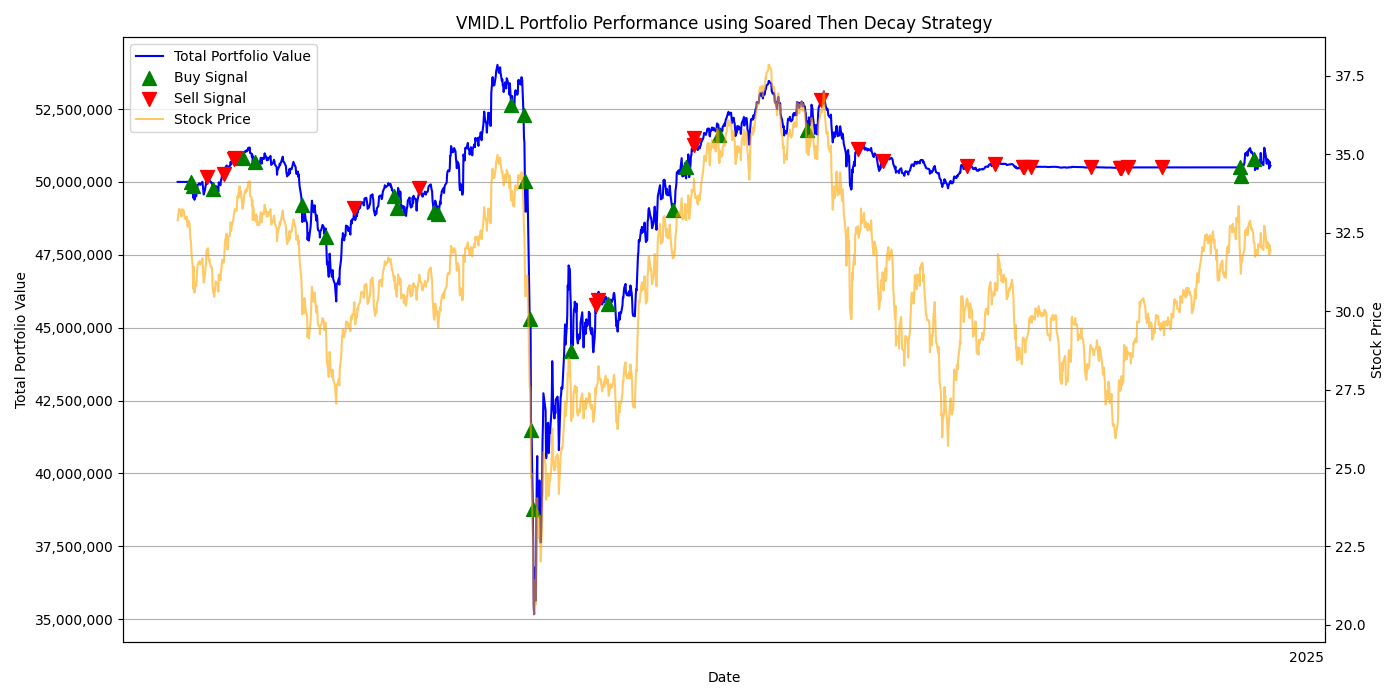 VMID.L Portfolio Performance using Soared Then Decay Strategy
Total Portfolio Value
Buy Signal
Sell Signal
Stock Price
52,500,000
50,000,000
47,500,000
45,000,000
42,500,000
40,000,000
37,500,000
35,000,000
Total Portfolio Value
37.5
35.0
32.5
30.0
27.5
25.0
22.5
20.0
Stock Price
2025
Date